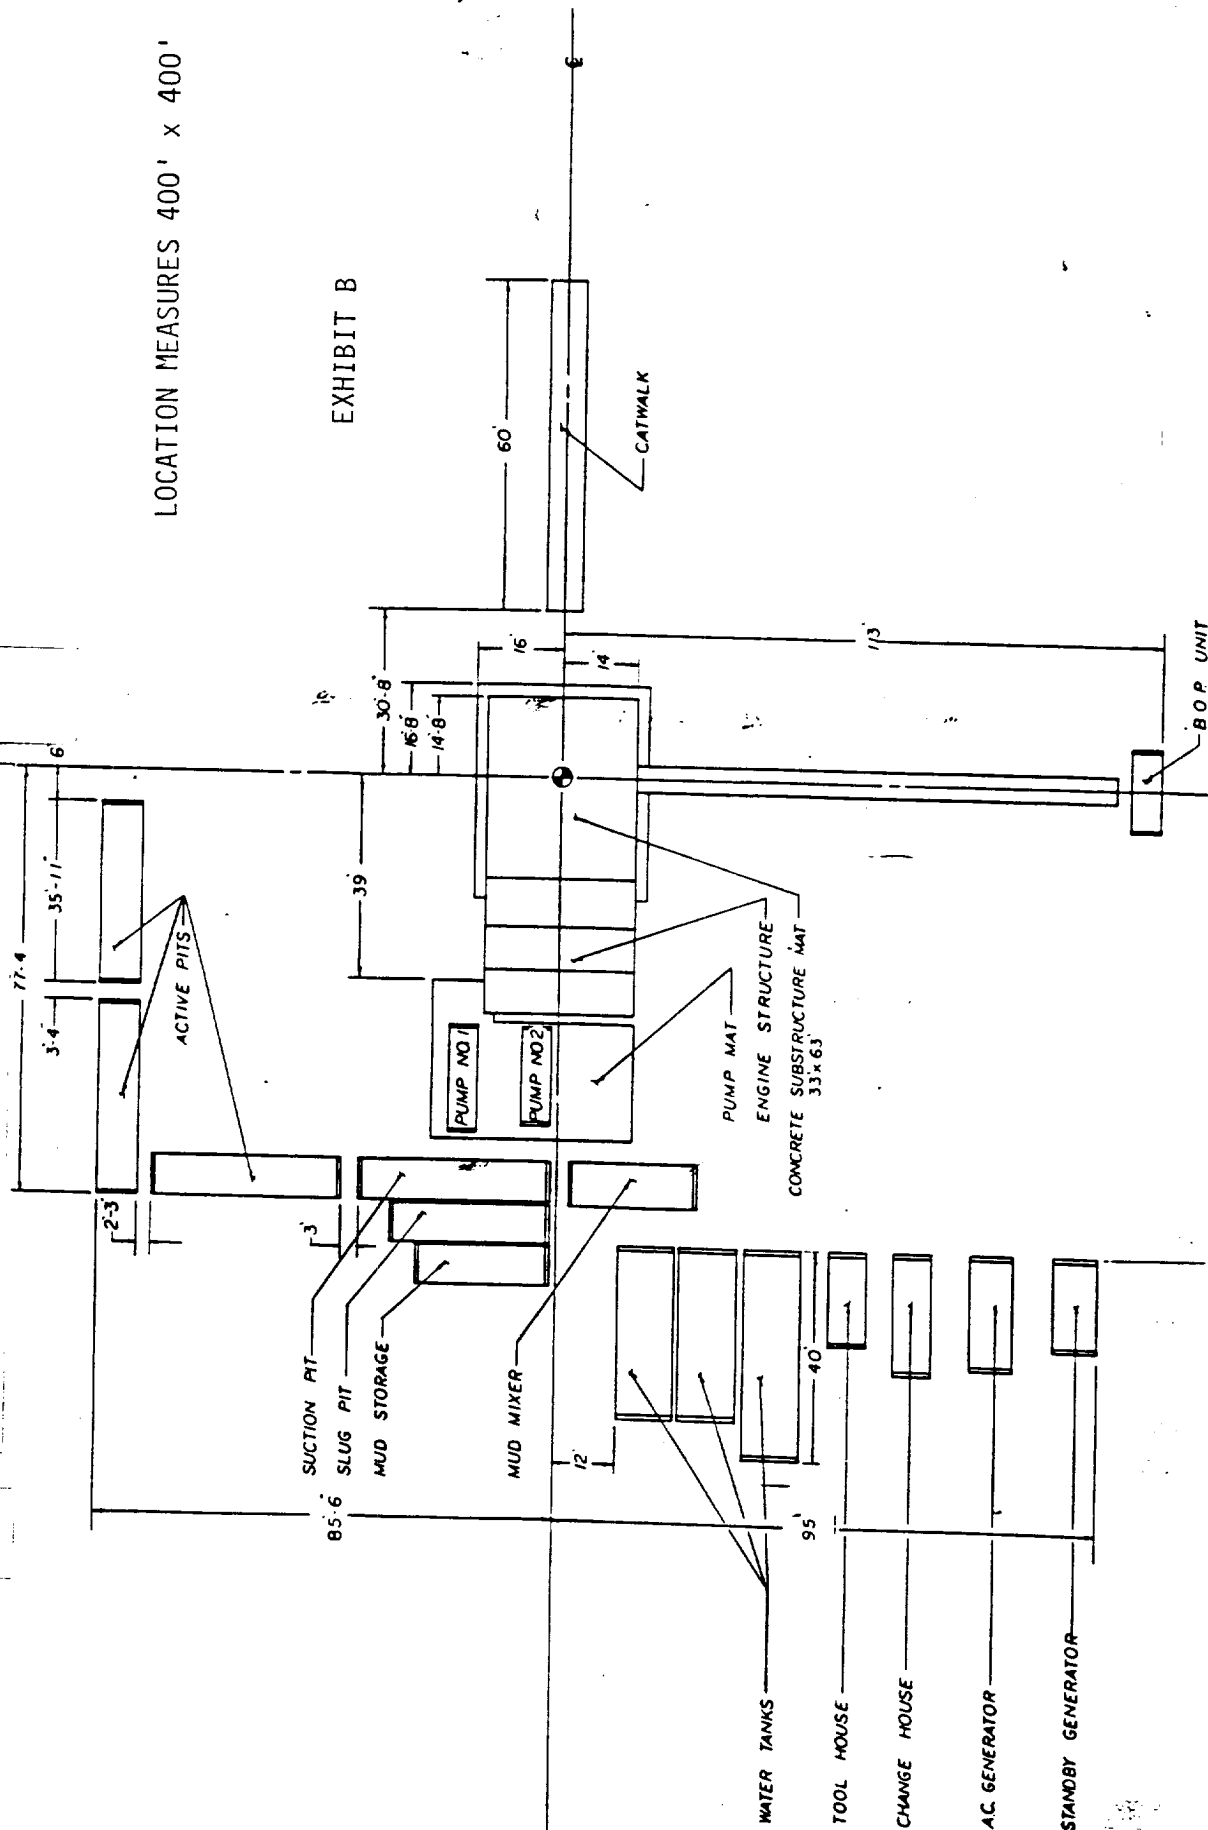 LOCATION MEASURES 400' x 400'
EXHIBIT B
℄
60'
CATWALK
30'-8"
16'-8"
14'-8"
16'
14'
113'
B O P UNIT
6'
77'-4"
35'-11"
3'-4"
ACTIVE PITS
39'
PUMP NO 1
PUMP NO 2
PUMP MAT
ENGINE STRUCTURE
CONCRETE SUBSTRUCTURE MAT
33' x 63'
2'-3"
3'
SUCTION PIT
SLUG PIT
MUD STORAGE
MUD MIXER
12'
40'
85'-6"
95'
WATER TANKS
TOOL HOUSE
CHANGE HOUSE
A.C. GENERATOR
STANDBY GENERATOR